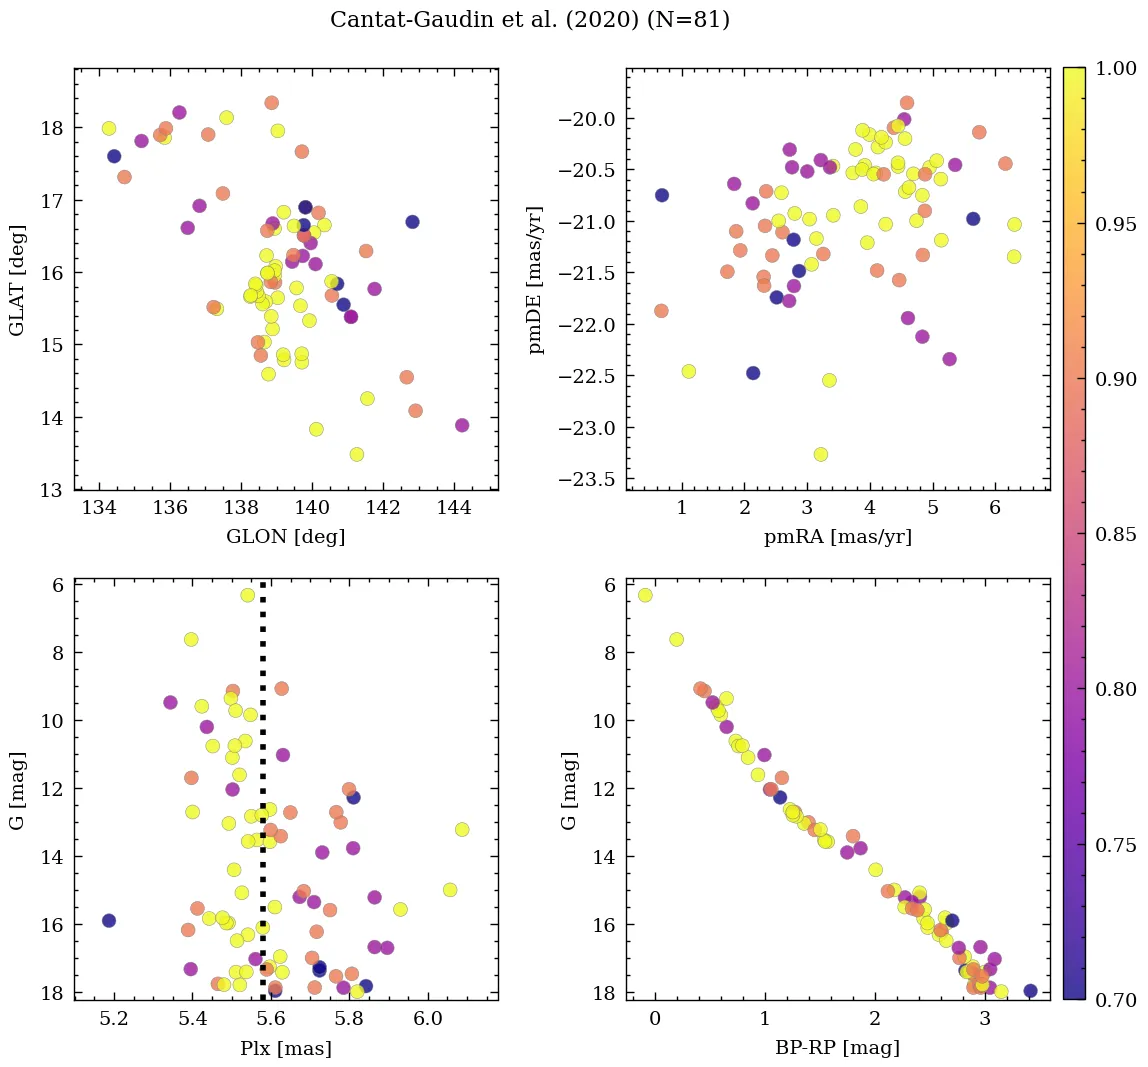 Cantat-Gaudin et al. (2020) (N=81)
18
17
16
15
14
13
GLAT [deg]
134 136 138 140 142 144
GLON [deg]
−20.0
−20.5
−21.0
−21.5
−22.0
−22.5
−23.0
−23.5
pmDE [mas/yr]
1 2 3 4 5 6
pmRA [mas/yr]
1.00
0.95
0.90
0.85
0.80
0.75
0.70
6
8
10
12
14
16
18
G [mag]
5.2 5.4 5.6 5.8 6.0
Plx [mas]
6
8
10
12
14
16
18
G [mag]
0 1 2 3
BP-RP [mag]